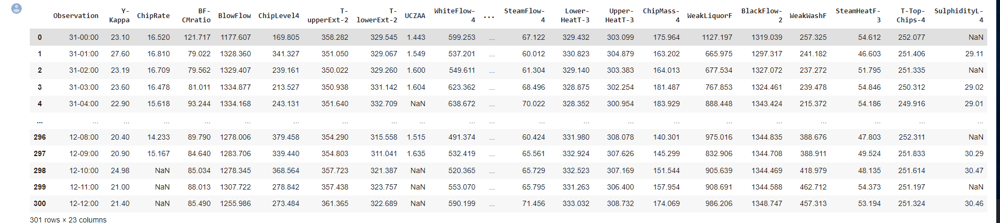 Observation Y-Kappa ChipRate BF-CMratio BlowFlow ChipLevel4 T-upperExt-2 T-lowerExt-2 UCZAA WhiteFlow-4 ... SteamFlow-4 Lower-HeatT-3 Upper-HeatT-3 ChipMass-4 WeakLiquorF BlackFlow-2 WeakWashF SteamHeatF-3 T-Top-Chips-4 SulphidityL-4
0 31-00:00 23.10 16.520 121.717 1177.607 169.805 358.282 329.545 1.443 599.253 ... 67.122 329.432 303.099 175.964 1127.197 1319.039 257.325 54.612 252.077 NaN
1 31-01:00 27.60 16.810 79.022 1328.360 341.327 351.050 329.067 1.549 537.201 ... 60.012 330.823 304.879 163.202 665.975 1297.317 241.182 46.603 251.406 29.11
2 31-02:00 23.19 16.709 79.562 1329.407 239.161 350.022 329.260 1.600 549.611 ... 61.304 329.140 303.383 164.013 677.534 1327.072 237.272 51.795 251.335 NaN
3 31-03:00 23.60 16.478 81.011 1334.877 213.527 350.938 331.142 1.604 623.362 ... 68.496 328.875 302.254 181.487 767.853 1324.461 239.478 54.846 250.312 29.02
4 31-04:00 22.90 15.618 93.244 1334.168 243.131 351.640 332.709 NaN 638.672 ... 70.022 328.352 300.954 183.929 888.448 1343.424 215.372 54.186 249.916 29.01
... ... ... ... ... ... ... ... ... ... ... ... ... ... ... ... ... ... ... ... ... ...
296 12-08:00 20.40 14.233 89.790 1278.006 379.458 354.290 315.558 1.515 491.374 ... 60.424 331.980 308.078 140.301 975.016 1344.835 388.676 47.803 252.311 NaN
297 12-09:00 20.90 15.167 84.640 1283.706 339.440 354.803 311.041 1.635 532.419 ... 65.561 332.924 307.626 145.299 832.906 1344.708 388.911 49.524 251.833 30.29
298 12-10:00 24.98 NaN 85.034 1278.345 368.564 357.723 321.387 NaN 520.365 ... 65.729 332.523 307.169 151.544 905.639 1344.469 418.979 48.135 251.614 30.47
299 12-11:00 21.00 NaN 88.013 1307.722 278.842 357.438 323.757 NaN 553.070 ... 65.795 331.263 306.400 157.954 908.691 1344.588 462.712 54.373 251.197 NaN
300 12-12:00 21.40 NaN 85.490 1255.986 273.484 361.365 322.689 NaN 590.199 ... 71.456 333.032 308.732 174.069 986.206 1348.747 457.313 53.194 251.324 30.46
301 rows × 23 columns